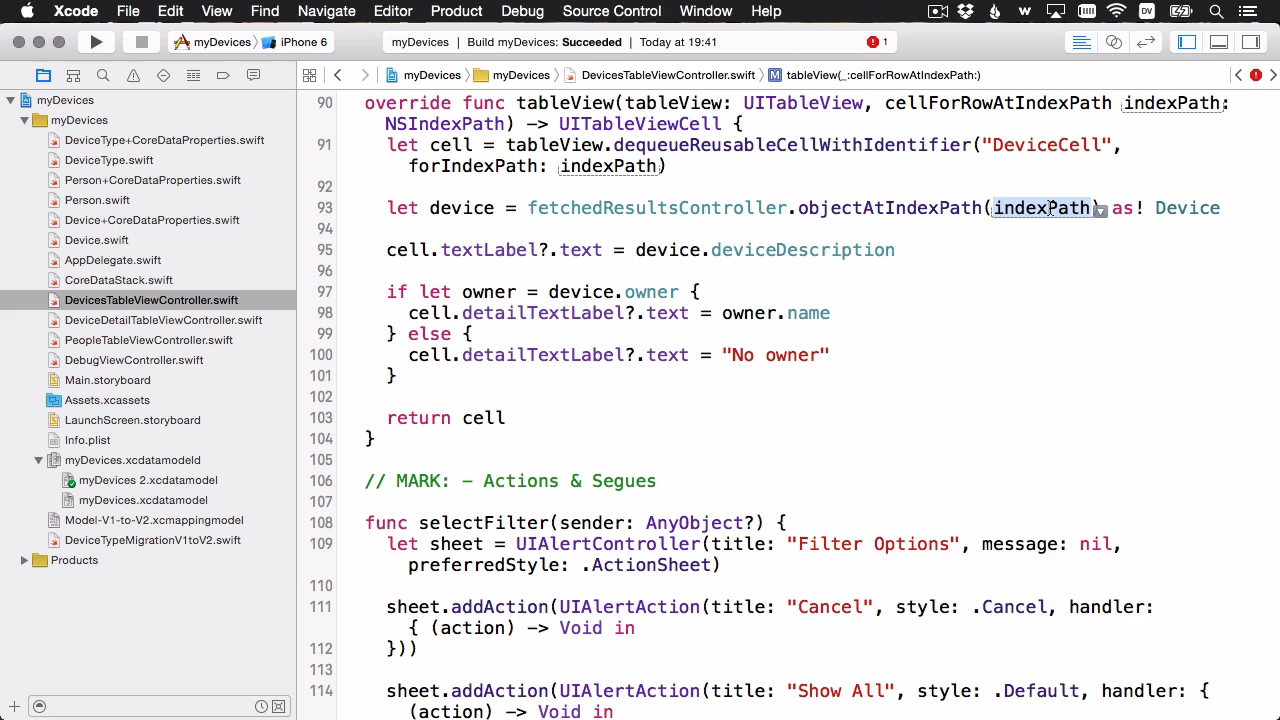 Xcode File Edit View Find Navigate Editor Product Debug Source Control Window Help
myDevices iPhone 6 myDevices | Build myDevices: Succeeded | Today at 19:41 1
myDevices myDevices DevicesTableViewController.swift M tableView(_:cellForRowAtIndexPath:)
myDevices
myDevices
DeviceType+CoreDataProperties.swift
DeviceType.swift
Person+CoreDataProperties.swift
Person.swift
Device+CoreDataProperties.swift
Device.swift
AppDelegate.swift
CoreDataStack.swift
DevicesTableViewController.swift
DeviceDetailTableViewController.swift
PeopleTableViewController.swift
DebugViewController.swift
Main.storyboard
Assets.xcassets
LaunchScreen.storyboard
Info.plist
myDevices.xcdatamodeld
myDevices 2.xcdatamodel
myDevices.xcdatamodel
Model-V1-to-V2.xcmappingmodel
DeviceTypeMigrationV1toV2.swift
Products
90 override func tableView(tableView: UITableView, cellForRowAtIndexPath indexPath:
NSIndexPath) -> UITableViewCell {
91 let cell = tableView.dequeueReusableCellWithIdentifier("DeviceCell",
forIndexPath: indexPath)
92
93 let device = fetchedResultsController.objectAtIndexPath(indexPath) as! Device
94
95 cell.textLabel?.text = device.deviceDescription
96
97 if let owner = device.owner {
98 cell.detailTextLabel?.text = owner.name
99 } else {
100 cell.detailTextLabel?.text = "No owner"
101 }
102
103 return cell
104 }
105
106 // MARK: - Actions & Segues
107
108 func selectFilter(sender: AnyObject?) {
109 let sheet = UIAlertController(title: "Filter Options", message: nil,
preferredStyle: .ActionSheet)
110
111 sheet.addAction(UIAlertAction(title: "Cancel", style: .Cancel, handler:
{ (action) -> Void in
112 }))
113
114 sheet.addAction(UIAlertAction(title: "Show All", style: .Default, handler: {
(action) -> Void in